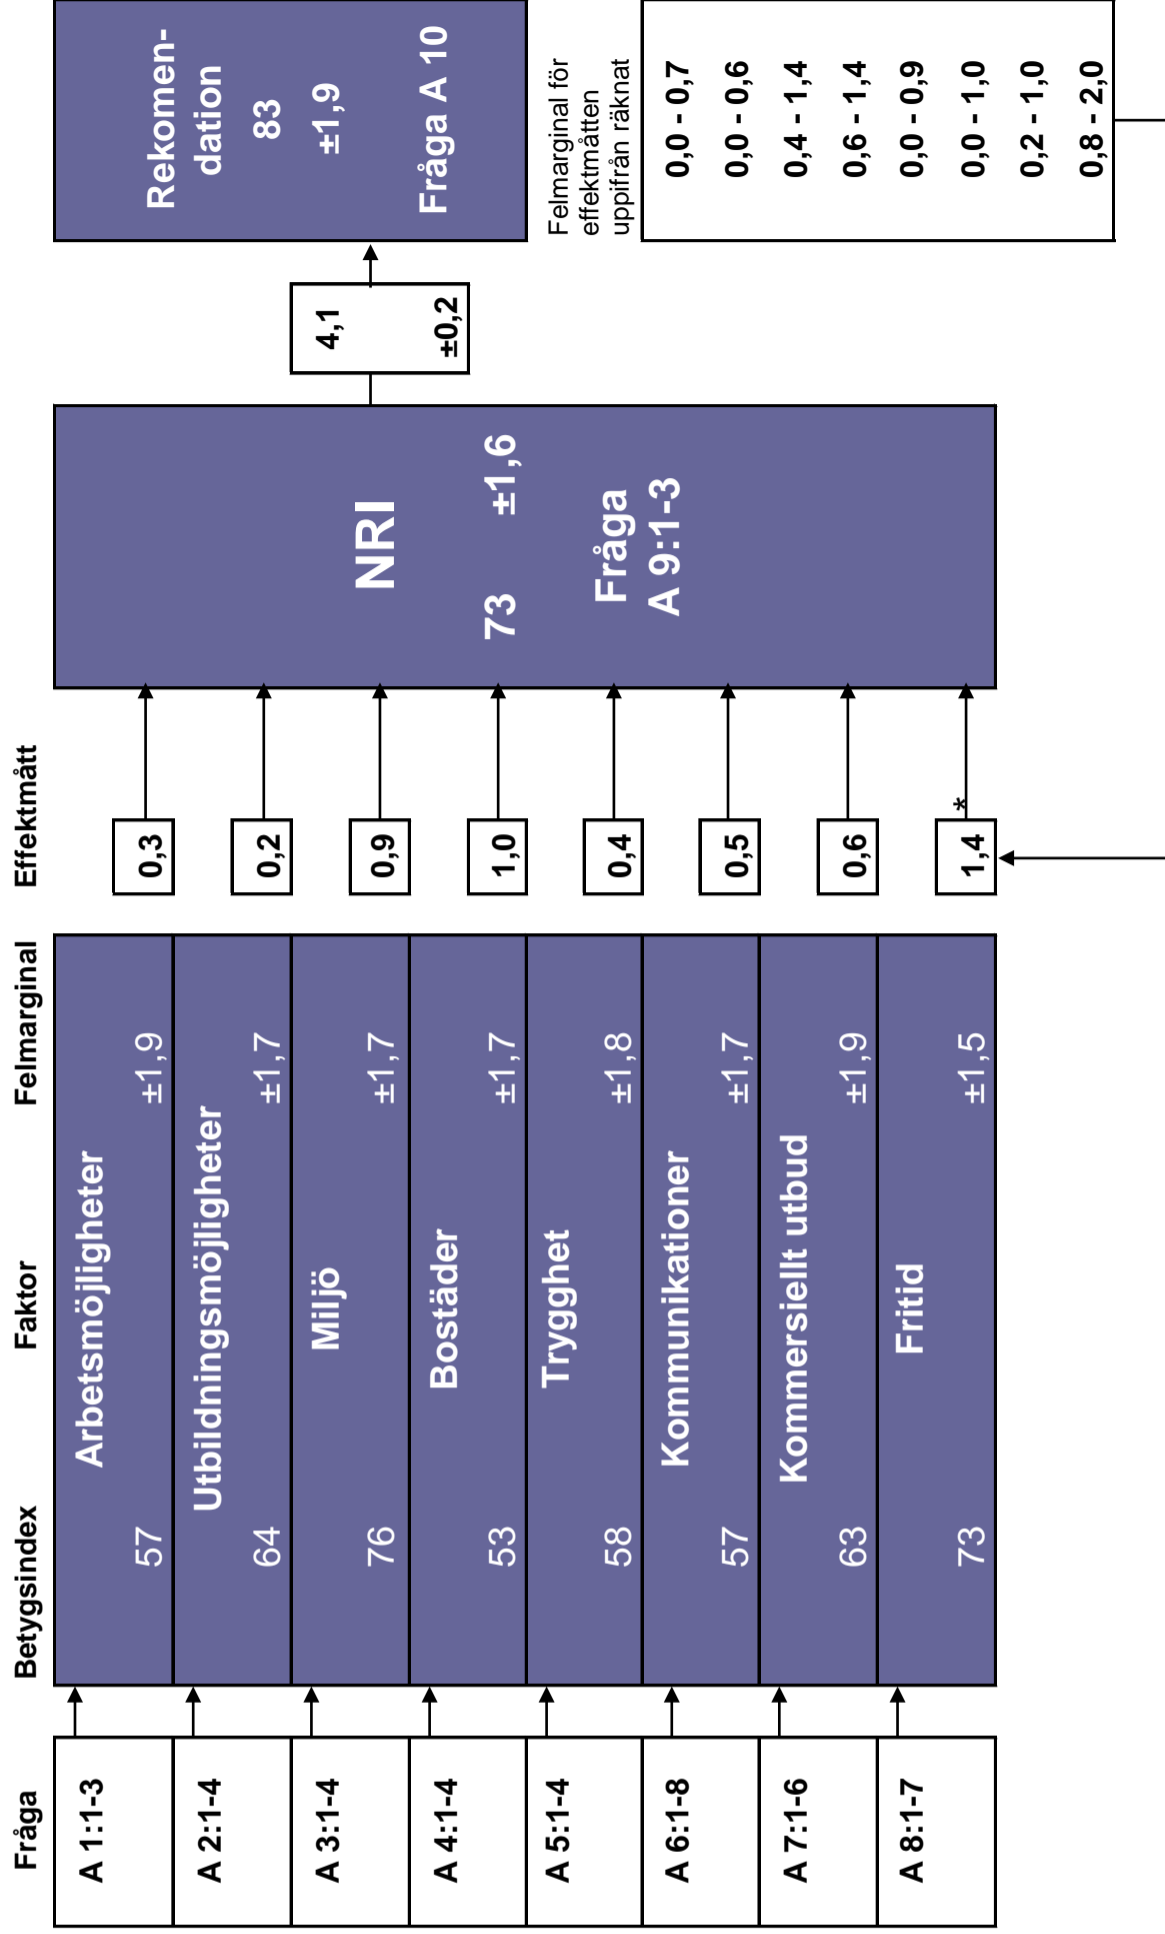 Fråga
Betygsindex
Faktor
Felmarginal
Effektmått
A 1:1-3
Arbetsmöjligheter
57
±1,9
0,3
A 2:1-4
Utbildningsmöjligheter
64
±1,7
0,2
A 3:1-4
Miljö
76
±1,7
0,9
A 4:1-4
Bostäder
53
±1,7
1,0
A 5:1-4
Trygghet
58
±1,8
0,4
A 6:1-8
Kommunikationer
57
±1,7
0,5
A 7:1-6
Kommersiellt utbud
63
±1,9
0,6
A 8:1-7
Fritid
73
±1,5
1,4
*
NRI
73
±1,6
Fråga
A 9:1-3
4,1
±0,2
Rekomen-
dation
83
±1,9
Fråga A 10
Felmarginal för
effektmåtten
uppifrån räknat
0,0 - 0,7
0,0 - 0,6
0,4 - 1,4
0,6 - 1,4
0,0 - 0,9
0,0 - 1,0
0,2 - 1,0
0,8 - 2,0